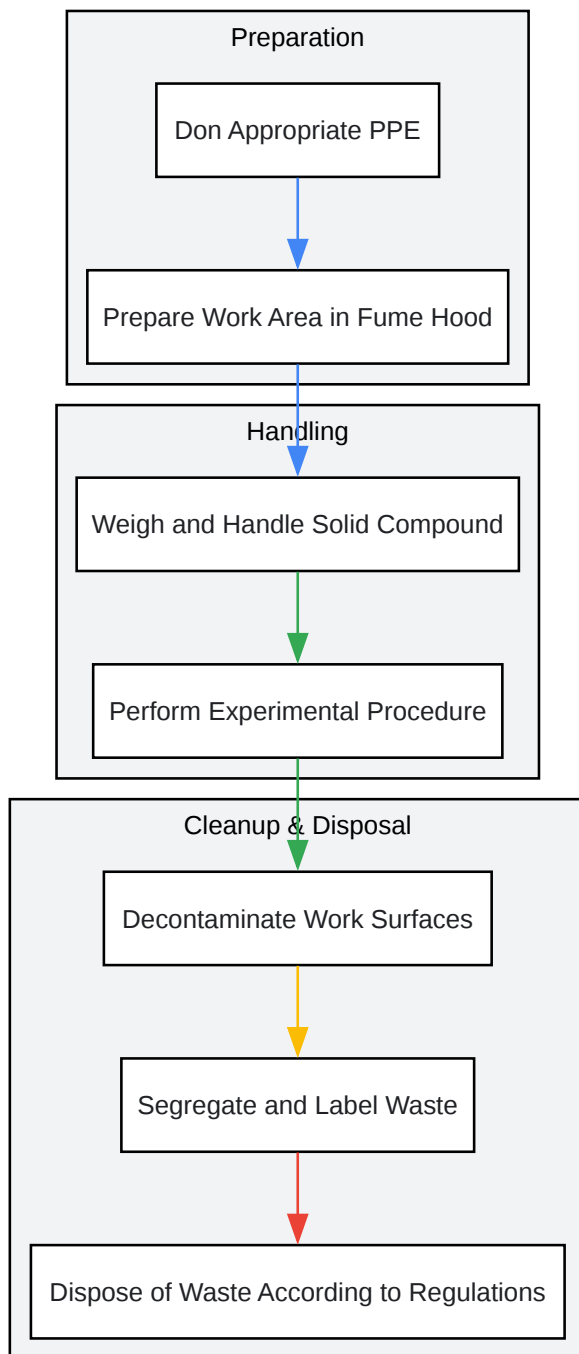 Preparation
Don Appropriate PPE
Prepare Work Area in Fume Hood
Handling
Weigh and Handle Solid Compound
Perform Experimental Procedure
Cleanup & Disposal
Decontaminate Work Surfaces
Segregate and Label Waste
Dispose of Waste According to Regulations